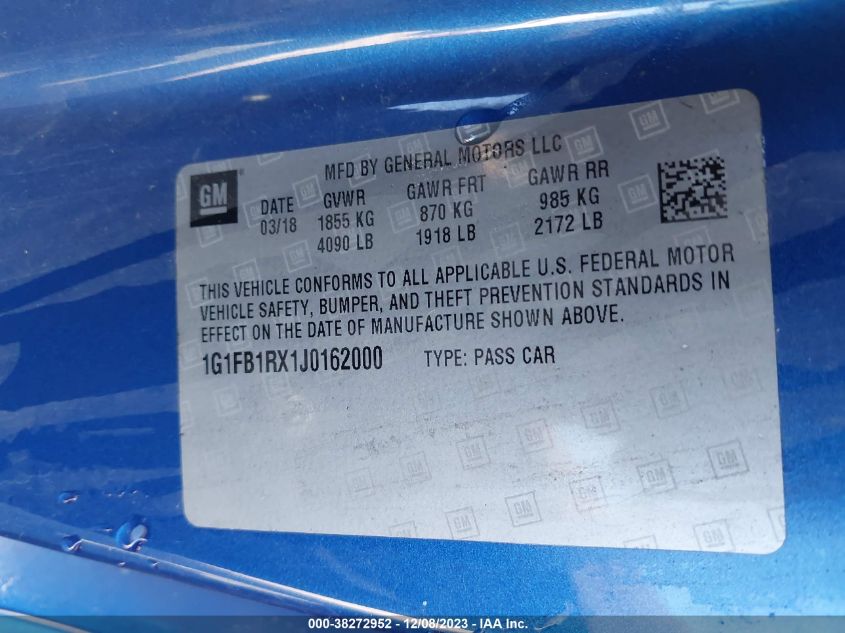 MFD BY GENERAL MOTORS LLC
GM
DATE GVWR GAWR FRT GAWR RR
03/18 1855 KG 870 KG 985 KG
4090 LB 1918 LB 2172 LB
THIS VEHICLE CONFORMS TO ALL APPLICABLE U.S. FEDERAL MOTOR
VEHICLE SAFETY, BUMPER, AND THEFT PREVENTION STANDARDS IN
EFFECT ON THE DATE OF MANUFACTURE SHOWN ABOVE.
1G1FB1RX1J0162000 TYPE: PASS CAR
000-38272952 - 12/08/2023 - IAAI.COM